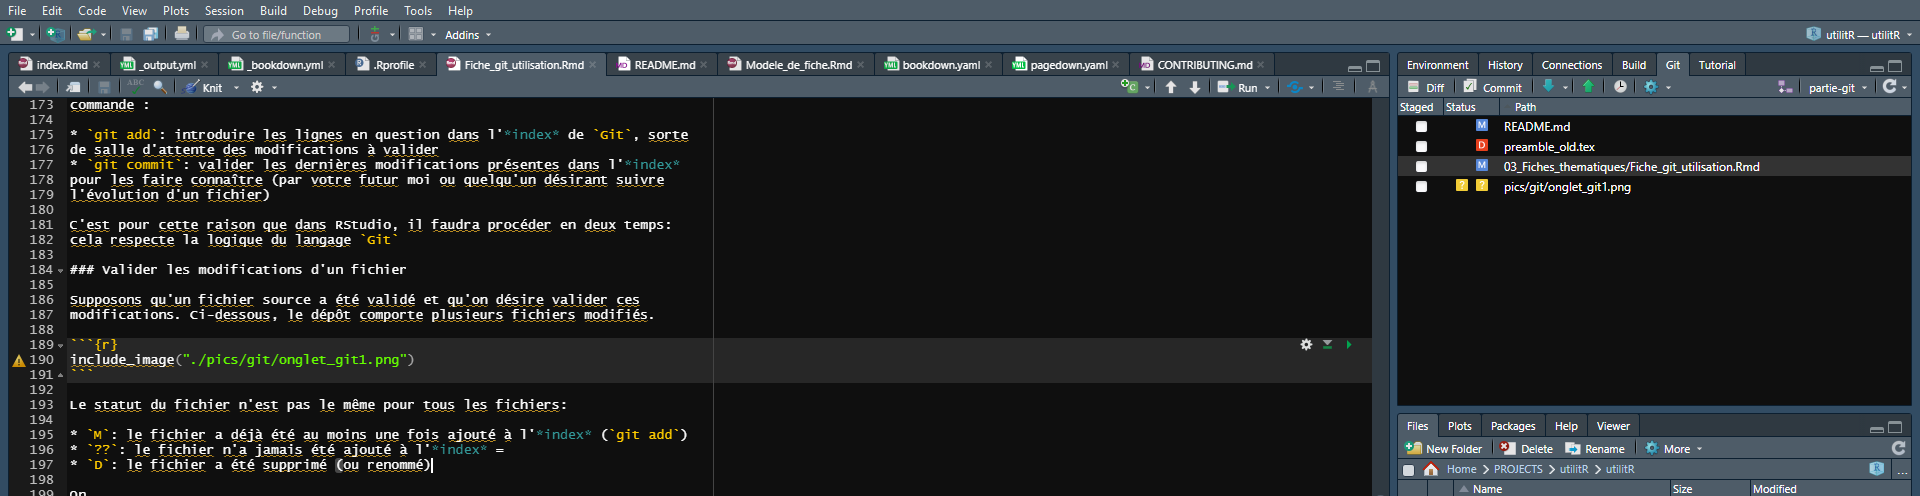 File Edit Code View Plots Session Build Debug Profile Tools Help
Go to file/function Addins utilitR — utilitR
index.Rmd _output.yml _bookdown.yml .Rprofile Fiche_git_utilisation.Rmd README.md Modele_de_fiche.Rmd bookdown.yaml pagedown.yaml CONTRIBUTING.md
ABC Knit Run
173 commande :
174
175 * `git add`: introduire les lignes en question dans l'*index* de `Git`, sorte
176 de salle d'attente des modifications à valider
177 * `git commit`: valider les dernières modifications présentes dans l'*index*
178 pour les faire connaître (par votre futur moi ou quelqu'un désirant suivre
179 l'évolution d'un fichier)
180
181 C'est pour cette raison que dans RStudio, il faudra procéder en deux temps:
182 cela respecte la logique du langage `Git`
183
184 ### Valider les modifications d'un fichier
185
186 Supposons qu'un fichier source a été validé et qu'on désire valider ces
187 modifications. Ci-dessous, le dépôt comporte plusieurs fichiers modifiés.
188
189 ```{r}
190 include_image("./pics/git/onglet_git1.png")
191 ```
192
193 Le statut du fichier n'est pas le même pour tous les fichiers:
194
195 * `M`: le fichier a déjà été au moins une fois ajouté à l'*index* (`git add`)
196 * `??`: le fichier n'a jamais été ajouté à l'*index* =
197 * `D`: le fichier a été supprimé (ou renommé)
198
199 On
Environment History Connections Build Git Tutorial
Diff Commit partie-git
Staged Status Path
M README.md
D preamble_old.tex
M 03_Fiches_thematiques/Fiche_git_utilisation.Rmd
? ? pics/git/onglet_git1.png
Files Plots Packages Help Viewer
New Folder Delete Rename More
Home PROJECTS utilitR utilitR ...
Name Size Modified